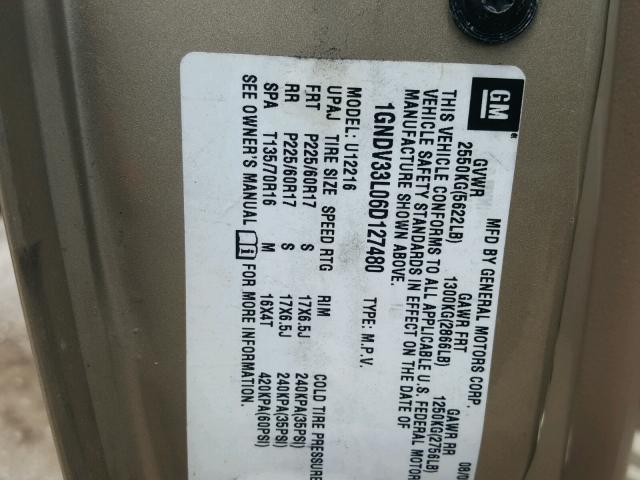 GM
MFD BY GENERAL MOTORS CORP. 08/0
GVWR GAWR FRT GAWR RR
2550KG(5622LB) 1300KG(2866LB) 1250KG(2756LB)
THIS VEHICLE CONFORMS TO ALL APPLICABLE U.S. FEDERAL MOTOR
VEHICLE SAFETY STANDARDS IN EFFECT ON THE DATE OF
MANUFACTURE SHOWN ABOVE.
1GNDV33L06D127480 TYPE: M.P.V.
MODEL: U12216
UPAJ TIRE SIZE SPEED RTG RIM COLD TIRE PRESSURE
FRT P225/60R17 S 17X6.5J 240KPA(35PSI)
RR P225/60R17 S 17X6.5J 240KPA(35PSI)
SPA T135/70R16 M 16X4T 420KPA(60PSI)
SEE OWNER'S MANUAL i FOR MORE INFORMATION.